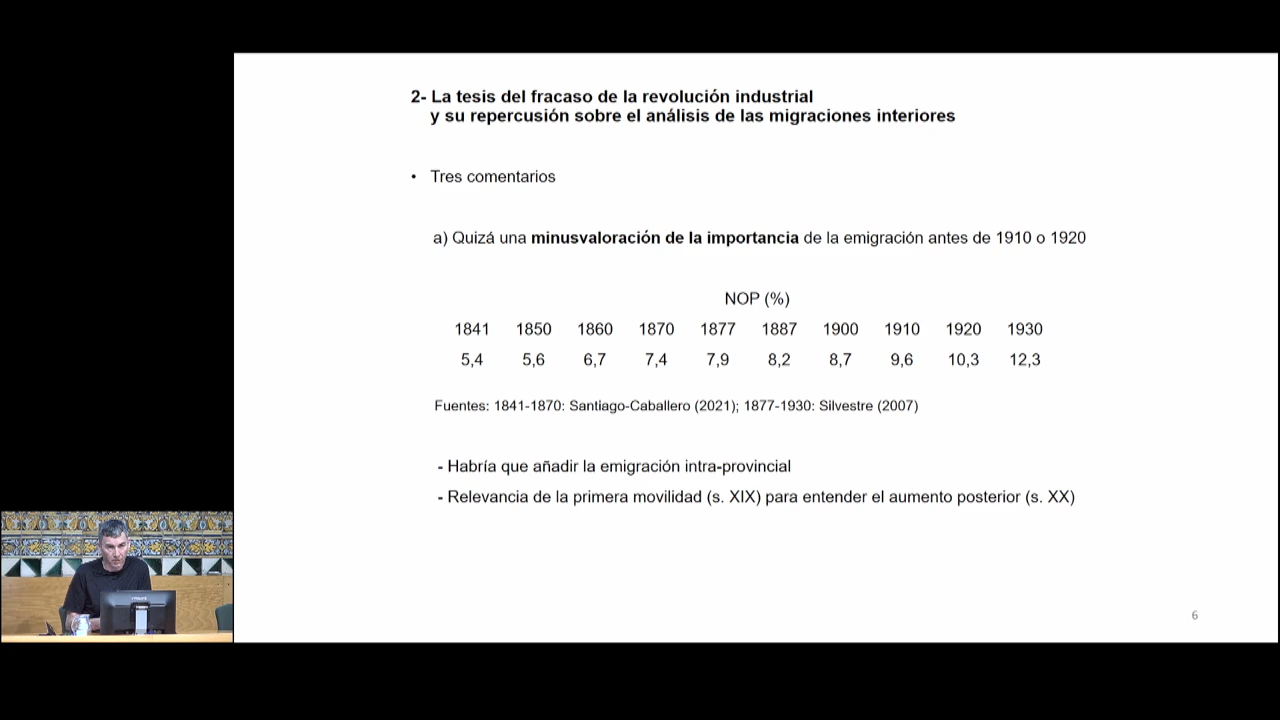 2- La tesis del fracaso de la revolución industrial
y su repercusión sobre el análisis de las migraciones interiores
• Tres comentarios
a) Quizá una minusvaloración de la importancia de la emigración antes de 1910 o 1920
NOP (%)
1841 1850 1860 1870 1877 1887 1900 1910 1920 1930
5,4 5,6 6,7 7,4 7,9 8,2 8,7 9,6 10,3 12,3
Fuentes: 1841-1870: Santiago-Caballero (2021); 1877-1930: Silvestre (2007)
- Habría que añadir la emigración intra-provincial
- Relevancia de la primera movilidad (s. XIX) para entender el aumento posterior (s. XX)
6